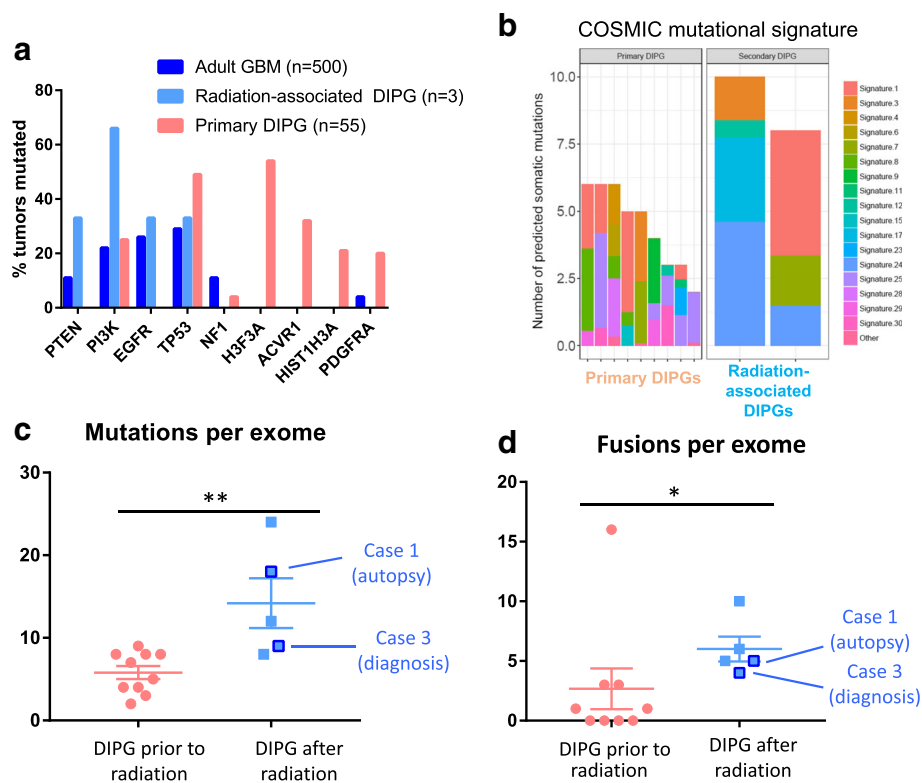 a
Adult GBM (n=500)
Radiation-associated DIPG (n=3)
Primary DIPG (n=55)
% tumors mutated
80
60
40
20
0
PTEN
PI3K
EGFR
TP53
NF1
H3F3A
ACVR1
HIST1H3A
PDGFRA
b
COSMIC mutational signature
Primary DIPG
Secondary DIPG
Number of predicted somatic mutations
10.0
7.5
5.0
2.5
0.0
Primary DIPGs
Radiation-
associated
DIPGs
Signature.1
Signature.3
Signature.4
Signature.6
Signature.7
Signature.8
Signature.9
Signature.11
Signature.12
Signature.15
Signature.17
Signature.23
Signature.24
Signature.25
Signature.28
Signature.29
Signature.30
Other
c
Mutations per exome
30
20
10
0
**
Case 1
(autopsy)
Case 3
(diagnosis)
DIPG prior to
radiation
DIPG after
radiation
d
Fusions per exome
20
15
10
5
0
*
Case 1
(autopsy)
Case 3
(diagnosis)
DIPG prior to
radiation
DIPG after
radiation